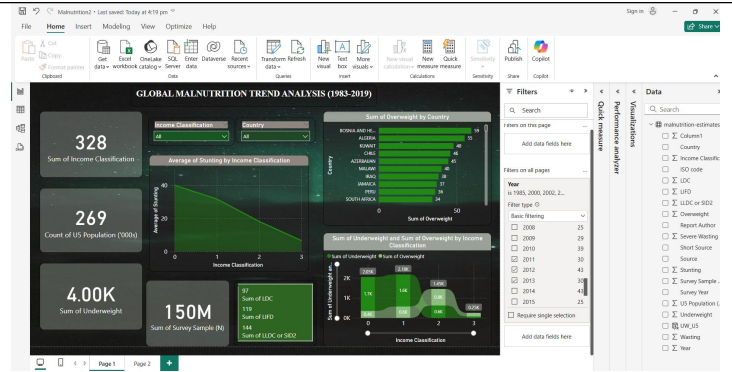 Malnutrition2 • Last saved: Today at 4:19 pm
Sign in
File Home Insert Modeling View Optimize Help
Share
Paste
Cut
Copy
Format painter
Clipboard
Get data
Excel workbook
OneLake catalog
SQL Server
Enter data
Dataverse
Recent sources
Data
Transform data
Refresh
Queries
New visual
Text box
More visuals
Insert
New visual calculation
New measure
Quick measure
Calculations
Sensitivity
Sensitivity
Publish
Share
Copilot
Copilot
GLOBAL MALNUTRITION TREND ANALYSIS (1983-2019)
328
Sum of Income Classification
269
Count of US Population ('000s)
4.00K
Sum of Underweight
Income Classification
All
Country
All
Average of Stunting by Income Classification
Average of Stunting
40
20
0
0 1 2 3
Income Classification
150M
Sum of Survey Sample (N)
97
Sum of LDC
119
Sum of LIFD
144
Sum of LLDC or SID2
Sum of Overweight by Country
Country
BOSNIA AND HE... 59
ALGERIA 55
KUWAIT 48
CHILE 46
AZERBAIJAN 45
MALAWI 40
IRAQ 38
JAMAICA 37
PERU 36
SOUTH AFRICA 34
0 50
Sum of Overweight
Sum of Underweight and Sum of Overweight by Income
Classification
Sum of Underweight Sum of Overweight
Sum of Underweight an...
2K
1K
0K
2.05K
2.18K
1.45K
0.25K
1.7K
1.6K
0.4K
0.6K
0 1 2 3
Income Classification
Filters
Search
Filters on this page
Add data fields here
Filters on all pages
Year
is 1985, 2000, 2002, 2...
Filter type
Basic filtering
2008 25
2009 29
2010 39
2011 30
2012 43
2013 30
2014 43
2015 25
Require single selection
Add data fields here
Quick measure
Performance analyzer
Visualizations
Data
Search
malnutrition-estimates
Column1
Country
Income Classific
ISO code
LDC
LIFD
LLDC or SID2
Overweight
Report Author
Severe Wasting
Short Source
Source
Stunting
Survey Sample ..
Survey Year
US Population (..
Underweight
UW_US
Wasting
Year
Page 1
Page 2